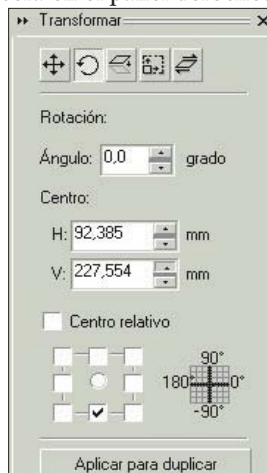 Transformar
Rotación:
Ángulo: 0,0 grado
Centro:
H: 92,385 mm
V: 227,554 mm
Centro relativo
90°
180° 0°
-90°
Aplicar para duplicar